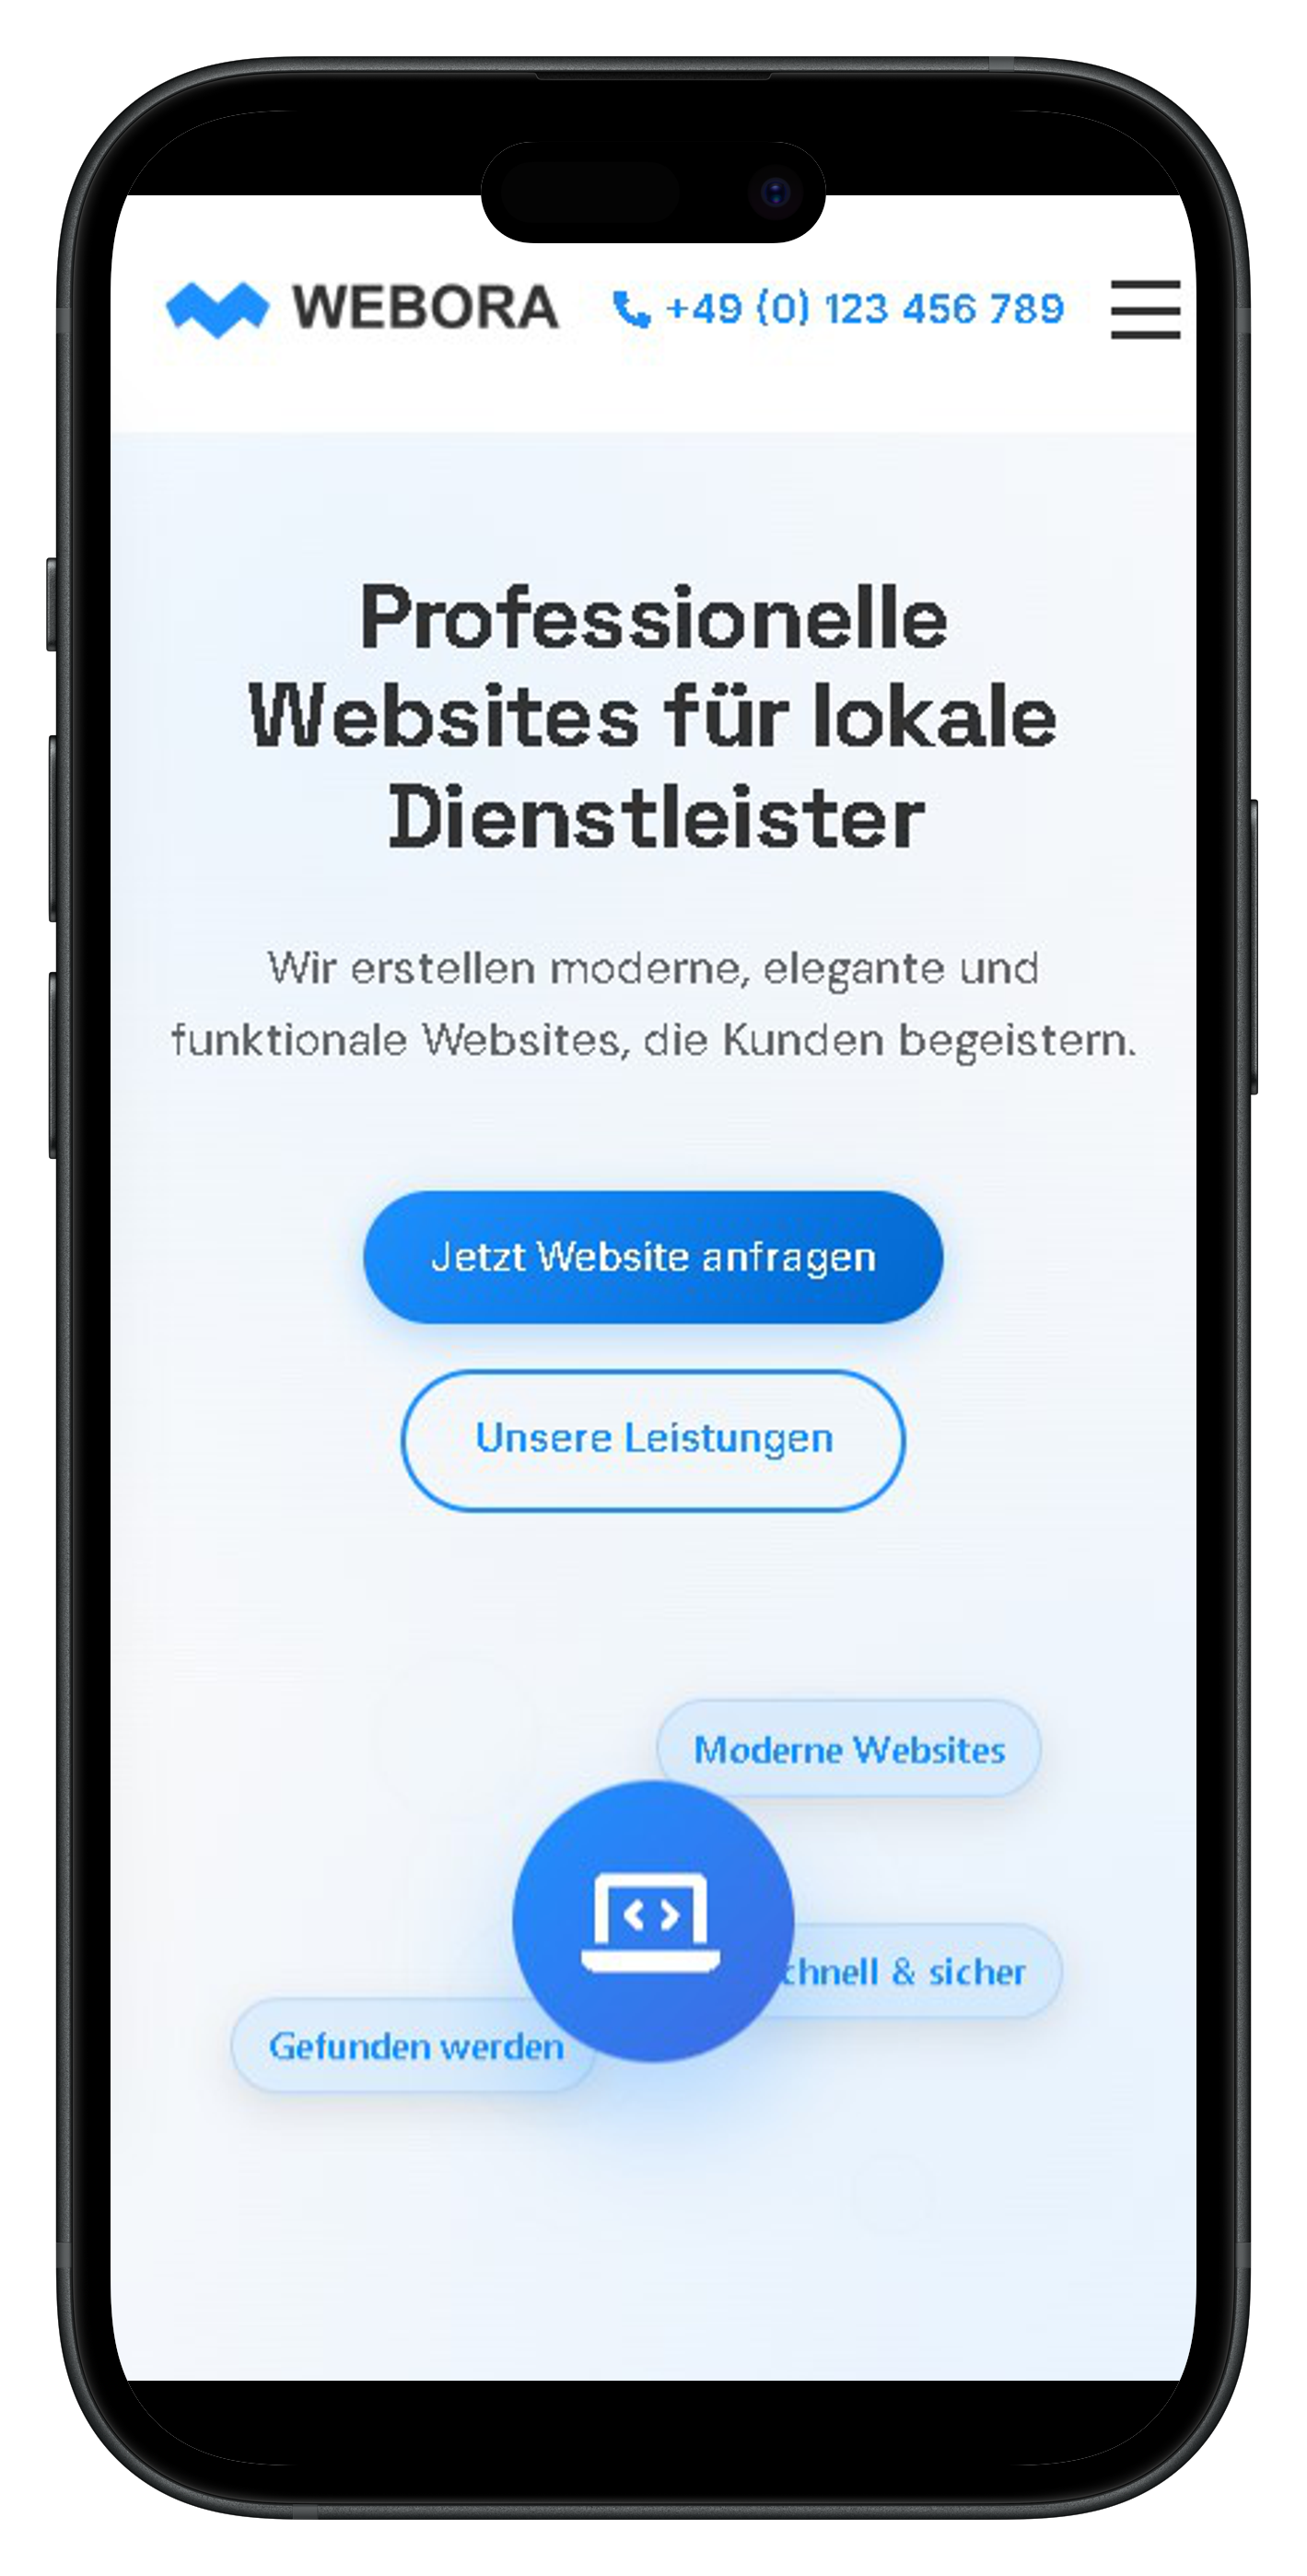 WEBORA
+49 (0) 123 456 789
Professionelle
Websites für lokale
Dienstleister
Wir erstellen moderne, elegante und
funktionale Websites, die Kunden begeistern.
Jetzt Website anfragen
Unsere Leistungen
Moderne Websites
chnell & sicher
Gefunden werden